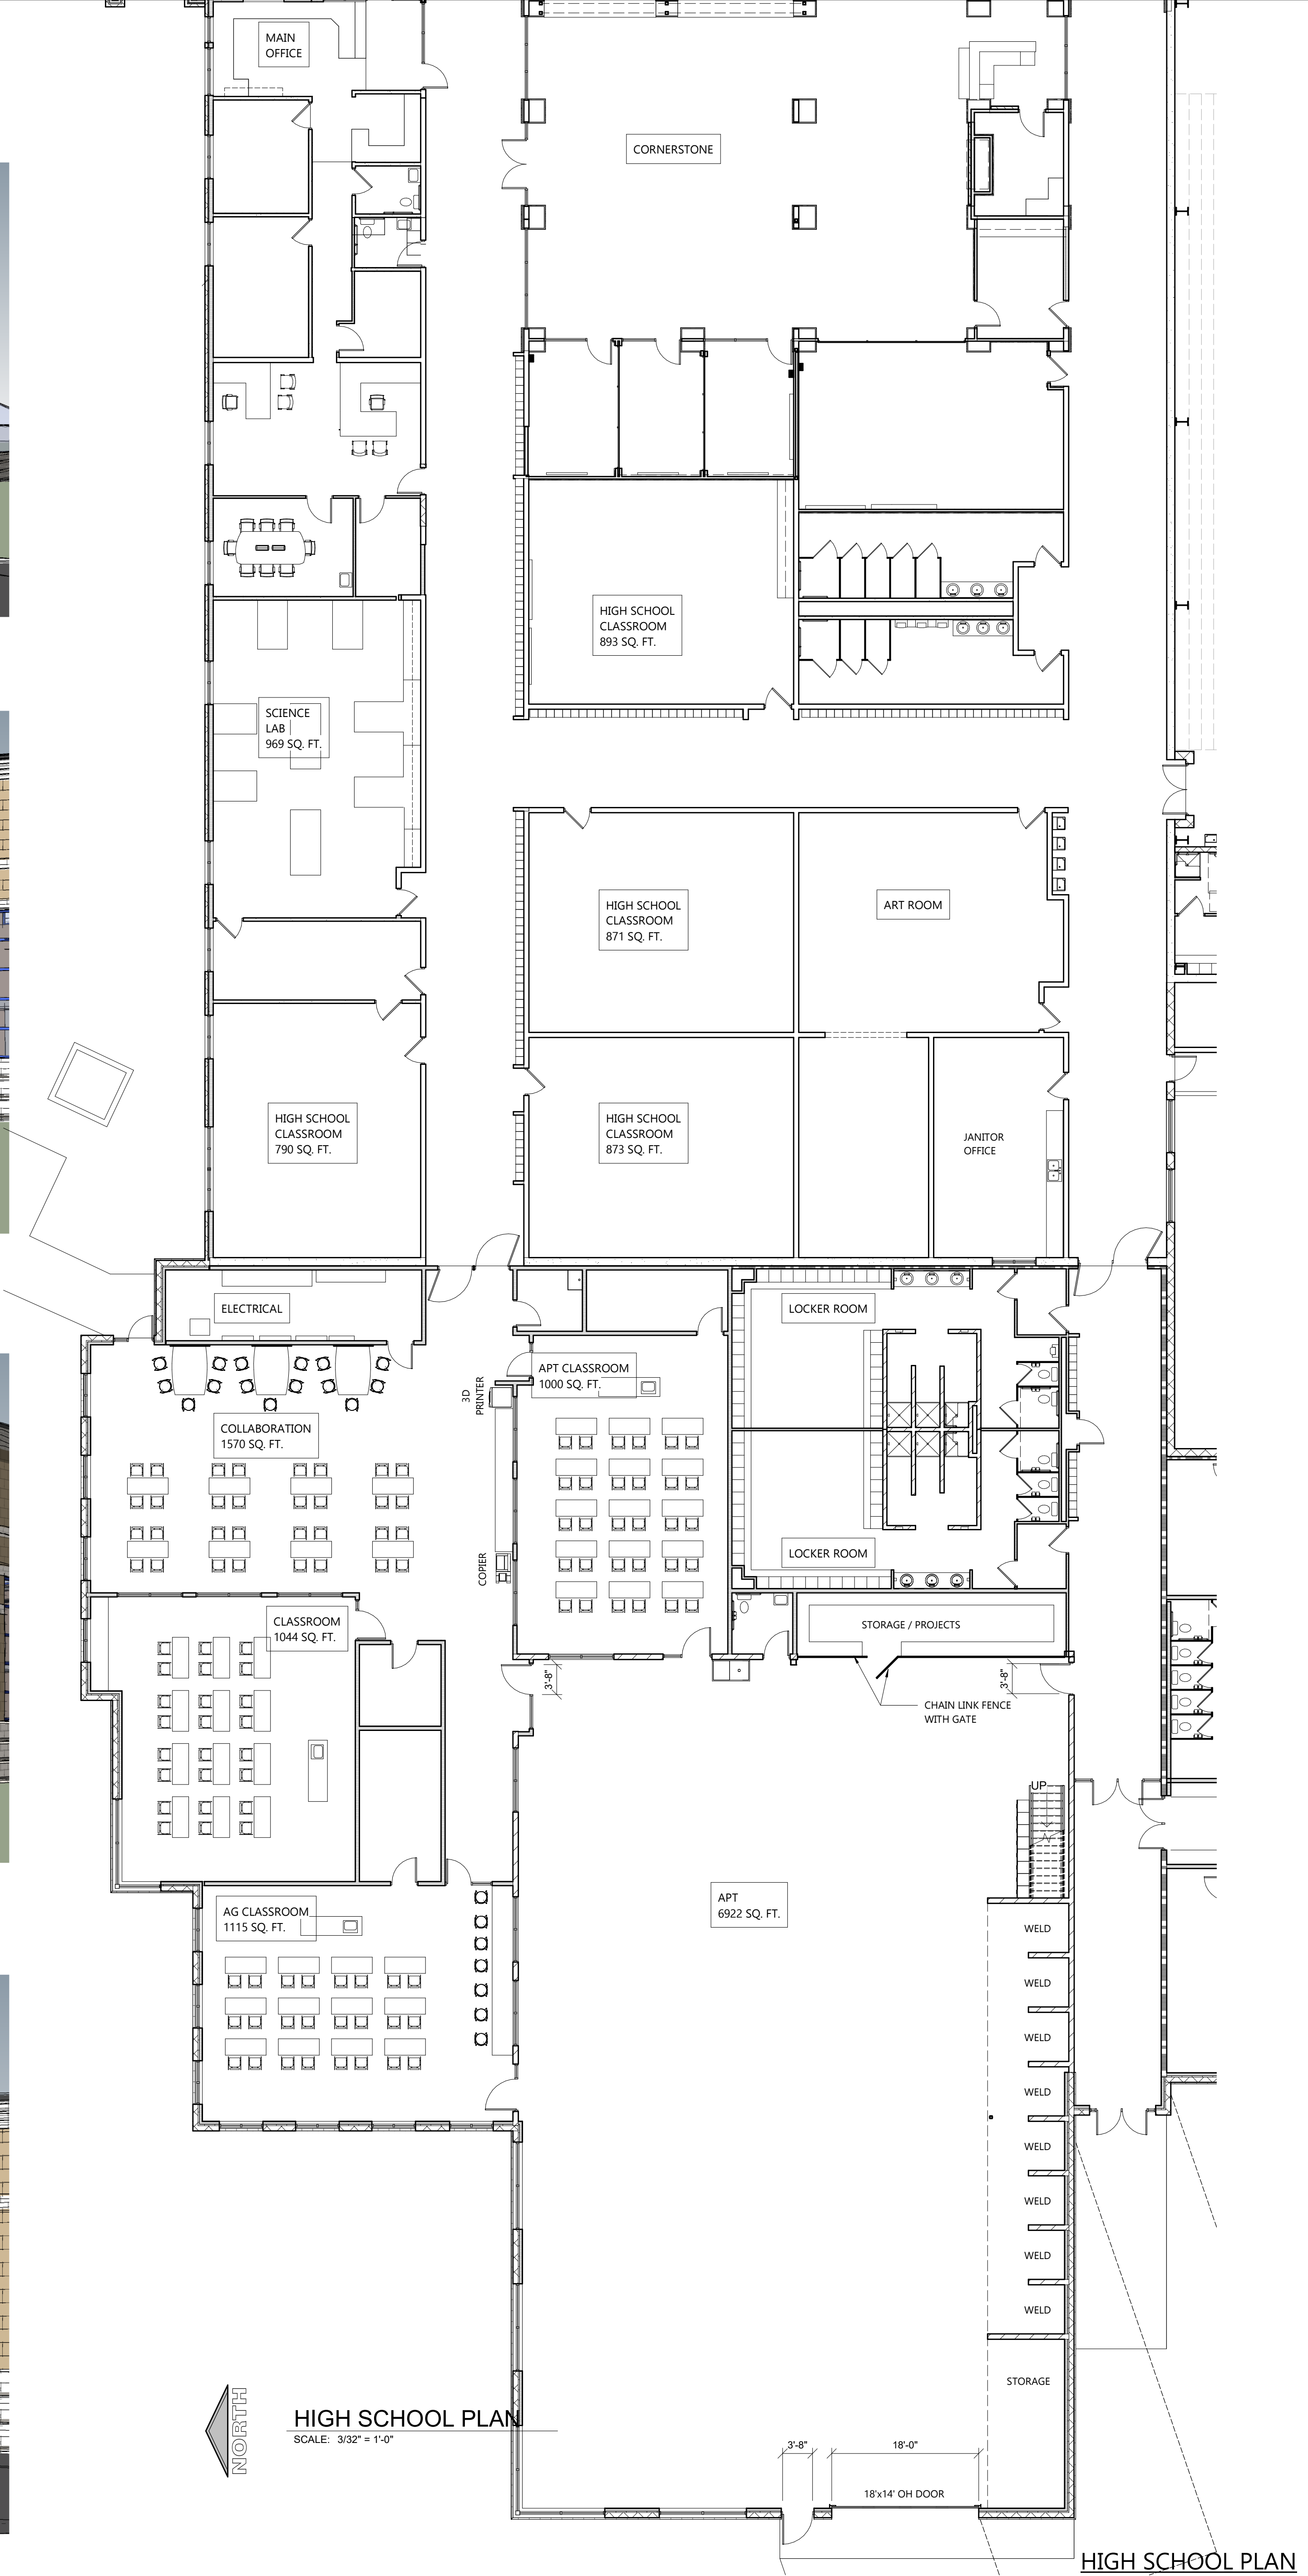 MAIN
OFFICE
CORNERSTONE
HIGH SCHOOL
CLASSROOM
893 SQ. FT.
SCIENCE
LAB
969 SQ. FT.
HIGH SCHOOL
CLASSROOM
871 SQ. FT.
ART ROOM
HIGH SCHOOL
CLASSROOM
790 SQ. FT.
HIGH SCHOOL
CLASSROOM
873 SQ. FT.
JANITOR
OFFICE
ELECTRICAL
LOCKER ROOM
APT CLASSROOM
1000 SQ. FT.
3D
PRINTER
COLLABORATION
1570 SQ. FT.
COPIER
LOCKER ROOM
CLASSROOM
1044 SQ. FT.
STORAGE / PROJECTS
3'-8"
3'-8"
CHAIN LINK FENCE
WITH GATE
UP
AG CLASSROOM
1115 SQ. FT.
APT
6922 SQ. FT.
WELD
WELD
WELD
WELD
WELD
WELD
WELD
WELD
STORAGE
NORTH
HIGH SCHOOL PLAN
SCALE: 3/32" = 1'-0"
3'-8"
18'-0"
18'x14' OH DOOR
HIGH SCHOOL PLAN